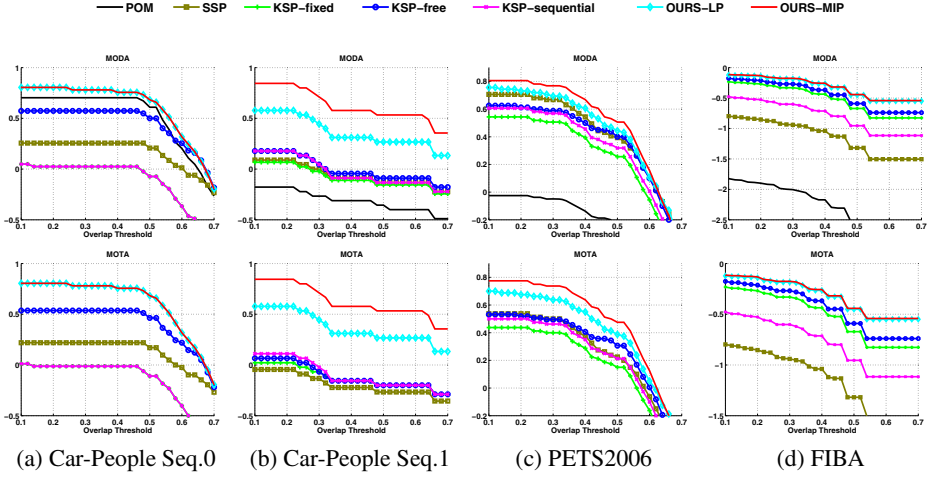 POM SSP KSP-fixed KSP-free KSP-sequential OURS-LP OURS-MIP
MODA MODA MODA MODA
1 0.5 0 -0.5
0.1 0.2 0.3 0.4 0.5 0.6 0.7
Overlap Threshold
1 0.5 0 -0.5
0.1 0.2 0.3 0.4 0.5 0.6 0.7
Overlap Threshold
0.8 0.6 0.4 0.2 0 -0.2
0.1 0.2 0.3 0.4 0.5 0.6 0.7
Overlap Threshold
0 -0.5 -1 -1.5 -2 -2.5
0.1 0.2 0.3 0.4 0.5 0.6 0.7
Overlap Threshold
MOTA MOTA MOTA MOTA
1 0.5 0 -0.5
0.1 0.2 0.3 0.4 0.5 0.6 0.7
Overlap Threshold
1 0.5 0 -0.5
0.1 0.2 0.3 0.4 0.5 0.6 0.7
Overlap Threshold
0.8 0.6 0.4 0.2 0 -0.2
0.1 0.2 0.3 0.4 0.5 0.6 0.7
Overlap Threshold
0 -0.5 -1 -1.5
0.1 0.2 0.3 0.4 0.5 0.6 0.7
Overlap Threshold
(a) Car-People Seq.0 (b) Car-People Seq.1 (c) PETS2006 (d) FIBA